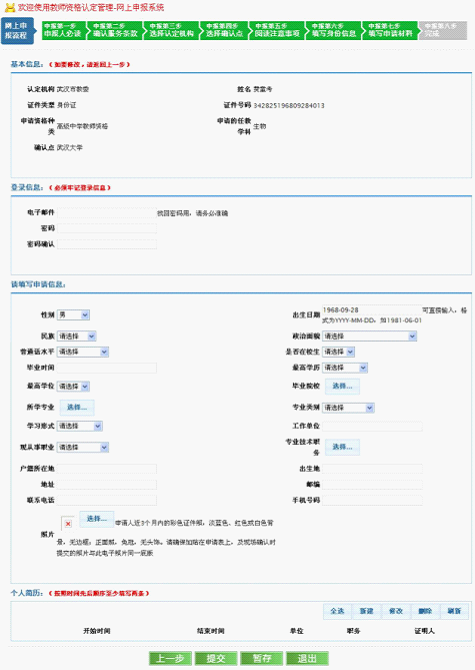 欢迎使用教师资格认定管理-网上申报系统
网上申报流程
申报第一步 申报人必读
申报第二步 确认服务条款
申报第三步 选择认定机构
申报第四步 选择确认点
申报第五步 阅读注意事项
申报第六步 填写身份信息
申报第七步 填写申请材料
申报第八步 完成
基本信息：（如要修改，请返回上一步）
认定机构 武汉市教委 姓名
证件类型 身份证 证件号码 342825196809284013
申请资格种类 高级中学教师资格 申请的任教学科 生物
确认点 武汉大学
登录信息：（必须牢记登录信息）
电子邮件 找回密码用，请务必准确
密码
密码确认
请填写申请信息：
性别 男 出生日期 1968-09-28 可直接输入，格式为YYYY-MM-DD，如1981-06-01
民族 请选择 政治面貌 请选择
普通话水平 请选择 是否在校生 请选择
毕业时间 最高学历 请选择
最高学位 请选择 毕业院校 选择...
所学专业 选择... 专业类别 请选择
学习形式 请选择 工作单位
现从事职业 请选择 专业技术职务 选择...
户籍所在地 出生地
地址 邮编
联系电话 手机号码
照片 选择... 申请人近3个月内的彩色证件照，淡蓝色、红色或白色背景，无边框；正面照，免冠，无头饰。请确保加贴在申请表上，及现场确认时提交的照片与此电子照片同一底版
个人简历：（按照时间先后顺序至少填写两条）
全选 新建 修改 删除 刷新
开始时间 结束时间 单位 职务 证明人
上一步 提交 暂存 退出